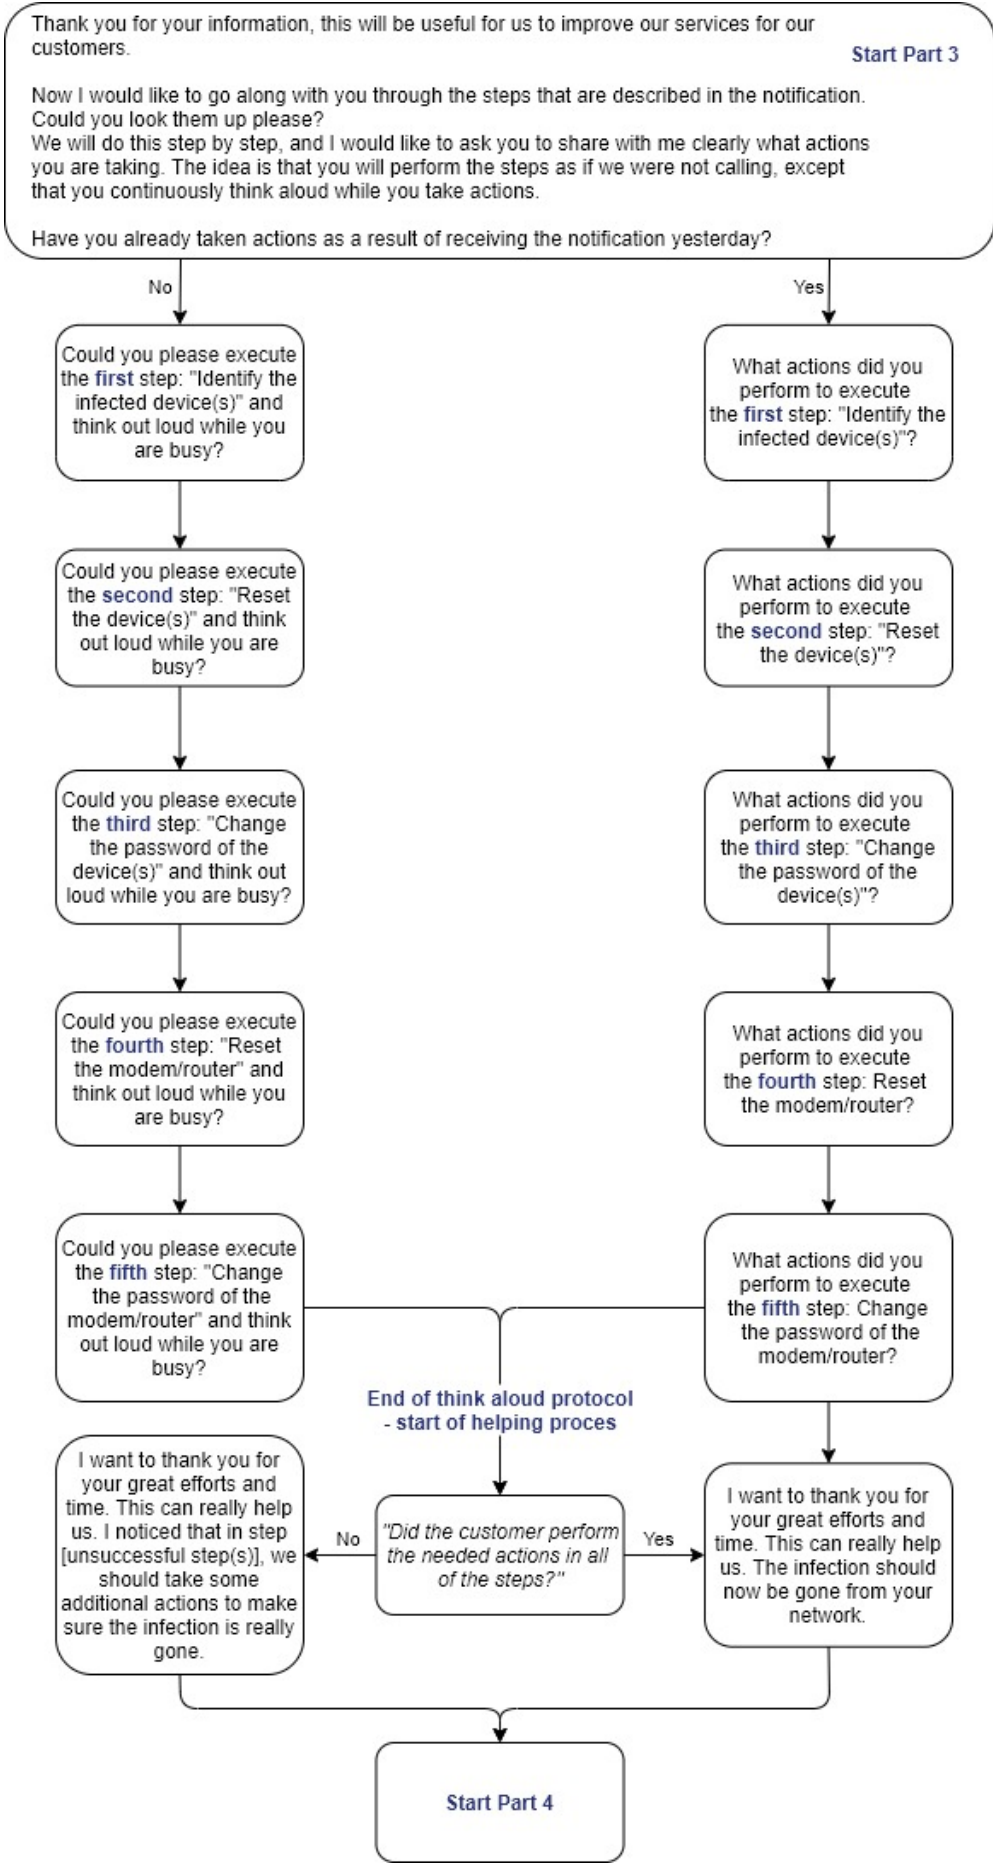 Thank you for your information, this will be useful for us to improve our services for our
customers.
Start Part 3
Now I would like to go along with you through the steps that are described in the notification.
Could you look them up please?
We will do this step by step, and I would like to ask you to share with me clearly what actions
you are taking. The idea is that you will perform the steps as if we were not calling, except
that you continuously think aloud while you take actions.
Have you already taken actions as a result of receiving the notification yesterday?
No
Yes
Could you please execute
the first step: "Identify the
infected device(s)" and
think out loud while you
are busy?
What actions did you
perform to execute
the first step: "Identify the
infected device(s)"?
Could you please execute
the second step: "Reset
the device(s)" and think
out loud while you are
busy?
What actions did you
perform to execute
the second step: "Reset
the device(s)"?
Could you please execute
the third step: "Change
the password of the
device(s)" and think out
loud while you are busy?
What actions did you
perform to execute
the third step: "Change
the password of the
device(s)"?
Could you please execute
the fourth step: "Reset
the modem/router" and
think out loud while you
are busy?
What actions did you
perform to execute
the fourth step: Reset
the modem/router?
Could you please execute
the fifth step: "Change
the password of the
modem/router" and think
out loud while you are
busy?
What actions did you
perform to execute
the fifth step: Change
the password of the
modem/router?
End of think aloud protocol
- start of helping proces
I want to thank you for
your great efforts and
time. This can really help
us. I noticed that in step
[unsuccessful step(s)], we
should take some
additional actions to make
sure the infection is really
gone.
No
"Did the customer perform
the needed actions in all
of the steps?"
Yes
I want to thank you for
your great efforts and
time. This can really help
us. The infection should
now be gone from your
network.
Start Part 4